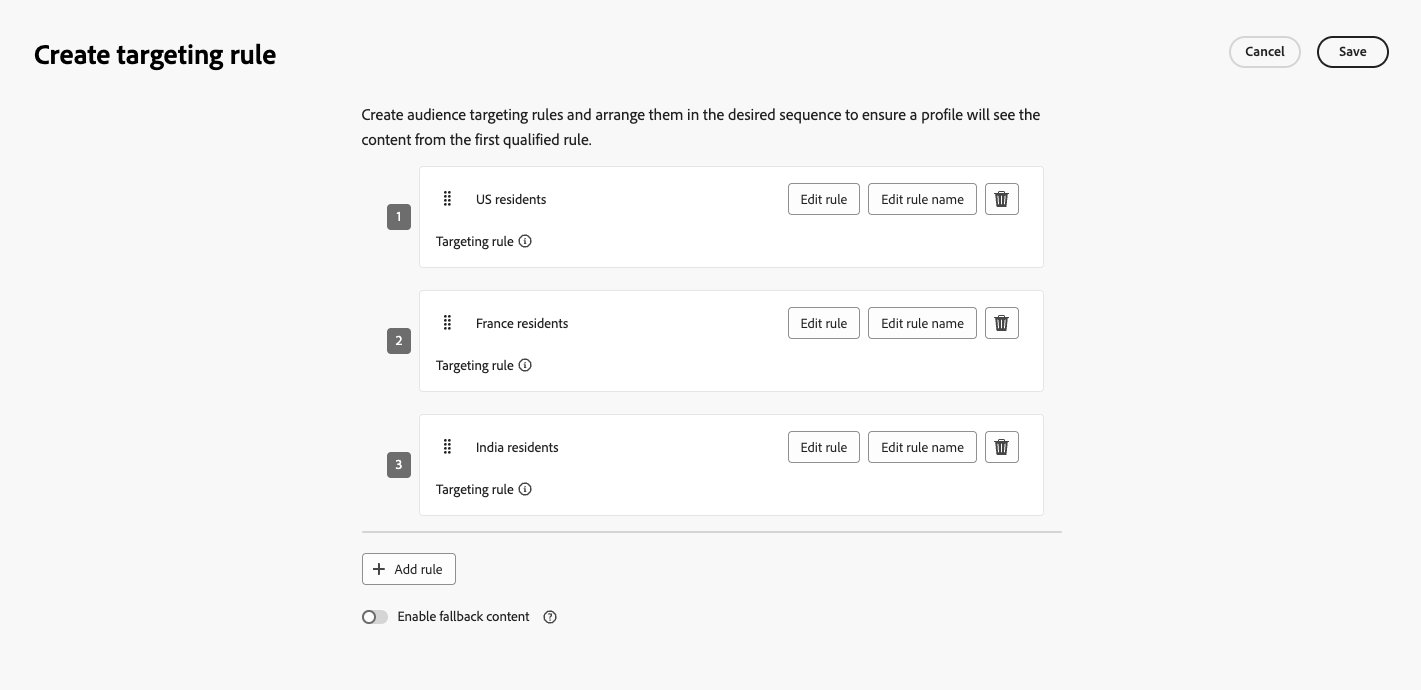 Create targeting rule
Cancel
Save
Create audience targeting rules and arrange them in the desired sequence to ensure a profile will see the
content from the first qualified rule.
1
US residents
Edit rule
Edit rule name
Targeting rule
2
France residents
Edit rule
Edit rule name
Targeting rule
3
India residents
Edit rule
Edit rule name
Targeting rule
Add rule
Enable fallback content